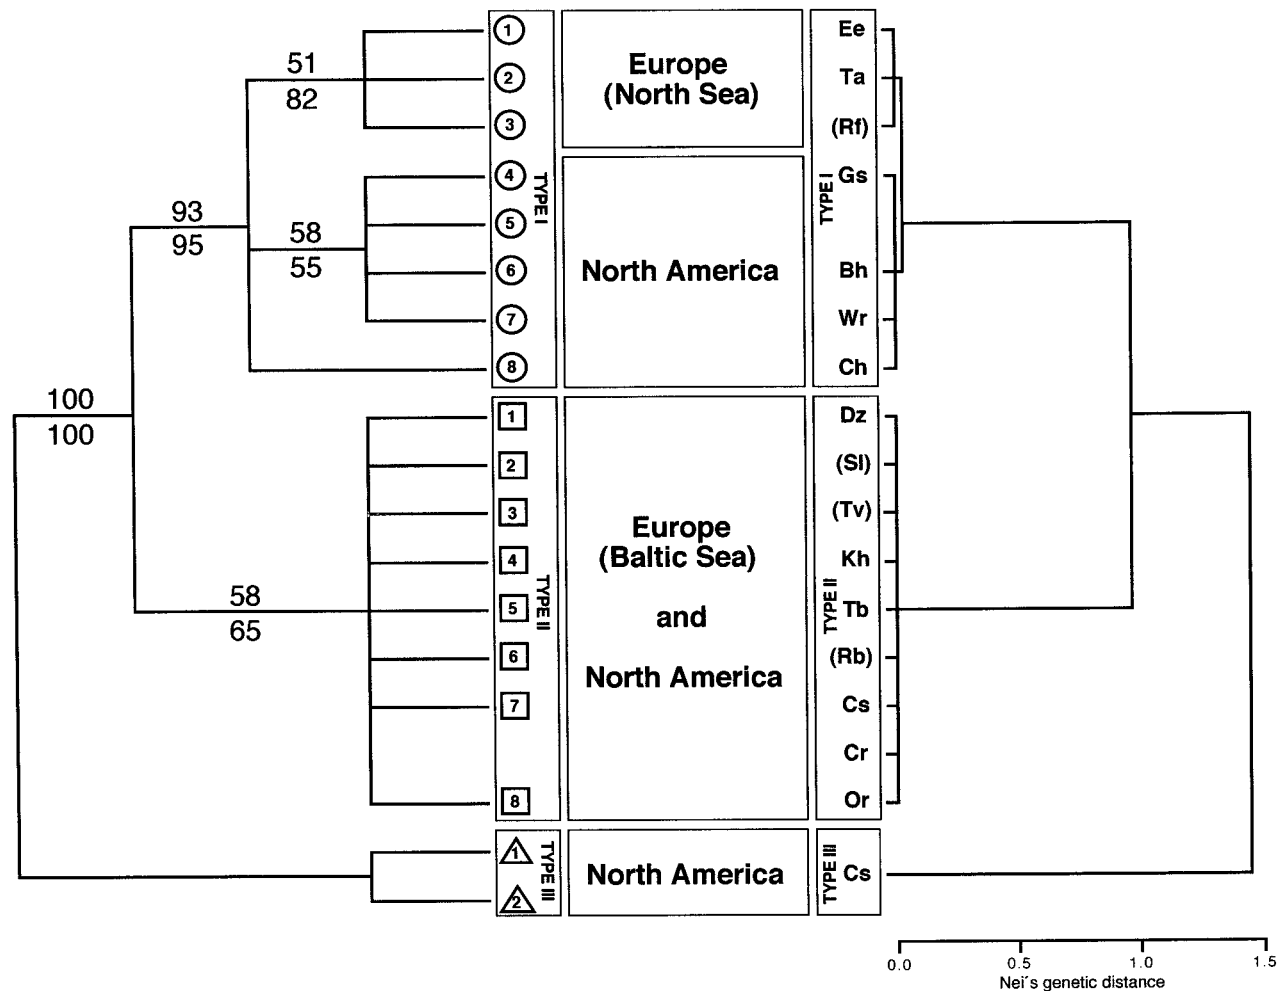 51
82
93
95
58
55
100
100
58
65
1
2
3
4
5
6
7
8
TYPE I
1
2
3
4
5
6
7
8
TYPE II
1
2
TYPE III
Europe
(North Sea)
North America
Europe
(Baltic Sea)
and
North America
North America
TYPE I
Ee
Ta
(Rf)
Gs
Bh
Wr
Ch
TYPE II
Dz
(Sl)
(Tv)
Kh
Tb
(Rb)
Cs
Cr
Or
TYPE III
Cs
0.0 0.5 1.0 1.5
Nei´s genetic distance